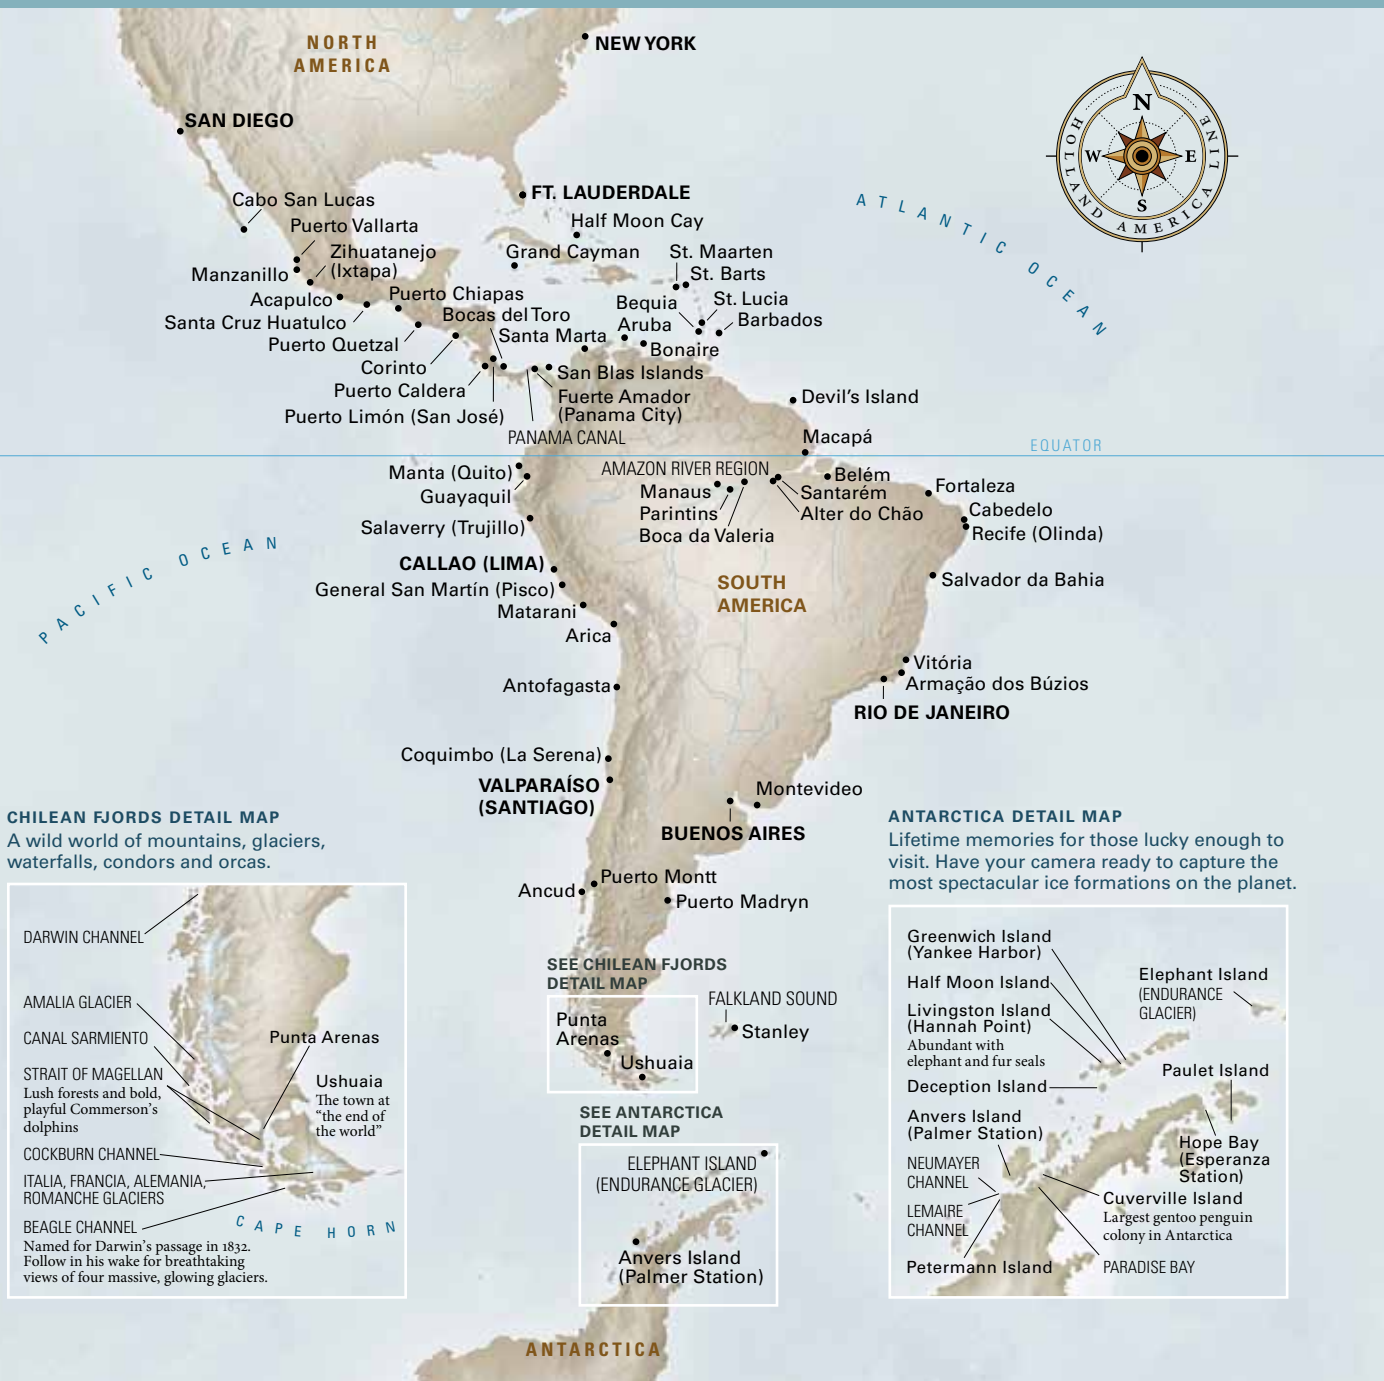 NORTH
AMERICA
NEW YORK
SAN DIEGO
N
W
E
S
HOLLAND AMERICA LINE
FT. LAUDERDALE
ATLANTIC OCEAN
Cabo San Lucas
Half Moon Cay
Puerto Vallarta
Zihuatanejo
(Ixtapa)
Grand Cayman
St. Maarten
St. Barts
Manzanillo
Acapulco
Puerto Chiapas
Bequia
St. Lucia
Bocas del Toro
Barbados
Santa Cruz Huatulco
Aruba
Santa Marta
Puerto Quetzal
Bonaire
Corinto
San Blas Islands
Puerto Caldera
Fuerte Amador
(Panama City)
Devil's Island
Puerto Limón (San José)
PANAMA CANAL
Macapá
EQUATOR
Manta (Quito)
AMAZON RIVER REGION
Belém
Guayaquil
Manaus
Santarém
Fortaleza
Parintins
Alter do Chão
Cabedelo
Salaverry (Trujillo)
Boca da Valeria
Recife (Olinda)
PACIFIC OCEAN
CALLAO (LIMA)
SOUTH
AMERICA
Salvador da Bahia
General San Martín (Pisco)
Matarani
Arica
Vitória
Antofagasta
Armação dos Búzios
RIO DE JANEIRO
Coquimbo (La Serena)
VALPARAÍSO
(SANTIAGO)
Montevideo
BUENOS AIRES
Puerto Montt
Ancud
Puerto Madryn
SEE CHILEAN FJORDS
DETAIL MAP
FALKLAND SOUND
Punta
Arenas
Stanley
Ushuaia
SEE ANTARCTICA
DETAIL MAP
ELEPHANT ISLAND
(ENDURANCE GLACIER)
Anvers Island
(Palmer Station)
ANTARCTICA
CHILEAN FJORDS DETAIL MAP
A wild world of mountains, glaciers,
waterfalls, condors and orcas.
DARWIN CHANNEL
AMALIA GLACIER
CANAL SARMIENTO
Punta Arenas
STRAIT OF MAGELLAN
Lush forests and bold,
playful Commerson's
dolphins
Ushuaia
The town at
"the end of
the world"
COCKBURN CHANNEL
ITALIA, FRANCIA, ALEMANIA,
ROMANCHE GLACIERS
BEAGLE CHANNEL
CAPE HORN
Named for Darwin's passage in 1832.
Follow in his wake for breathtaking
views of four massive, glowing glaciers.
ANTARCTICA DETAIL MAP
Lifetime memories for those lucky enough to
visit. Have your camera ready to capture the
most spectacular ice formations on the planet.
Greenwich Island
(Yankee Harbor)
Half Moon Island
Elephant Island
(ENDURANCE
GLACIER)
Livingston Island
(Hannah Point)
Abundant with
elephant and fur seals
Deception Island
Paulet Island
Anvers Island
(Palmer Station)
Hope Bay
(Esperanza
Station)
NEUMAYER
CHANNEL
Cuverville Island
Largest gentoo penguin
colony in Antarctica
LEMAIRE
CHANNEL
Petermann Island
PARADISE BAY